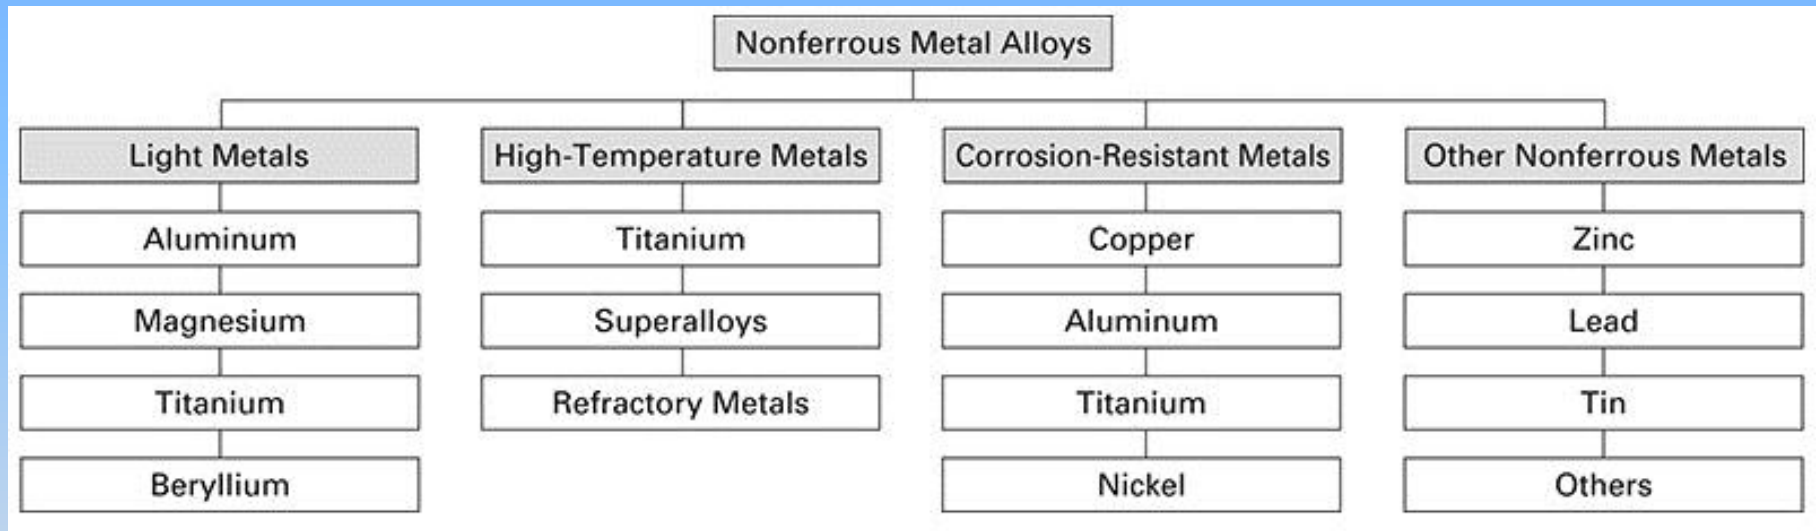 Nonferrous Metal Alloys
Light Metals
Aluminum
Magnesium
Titanium
Beryllium
High-Temperature Metals
Titanium
Superalloys
Refractory Metals
Corrosion-Resistant Metals
Copper
Aluminum
Titanium
Nickel
Other Nonferrous Metals
Zinc
Lead
Tin
Others